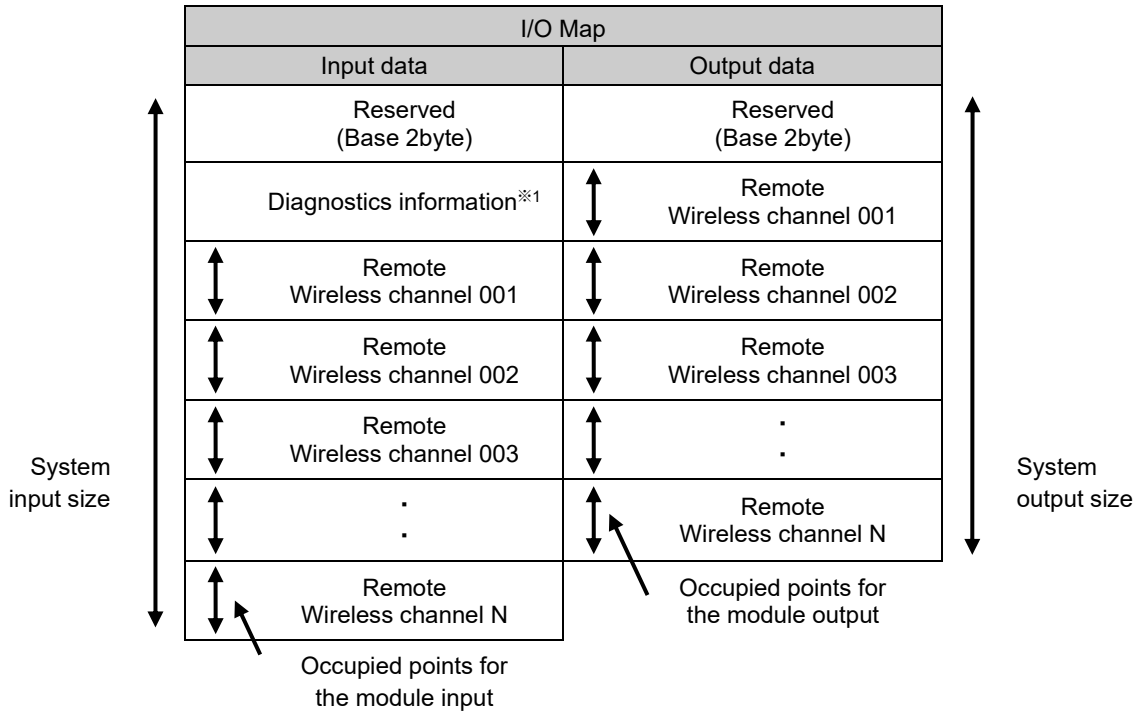 I/O Map
Input data
Output data
Reserved
(Base 2byte)
Reserved
(Base 2byte)
Diagnostics information※1
Remote
Wireless channel 001
Remote
Wireless channel 001
Remote
Wireless channel 002
Remote
Wireless channel 002
Remote
Wireless channel 003
Remote
Wireless channel 003
.
.
System
input size
System
output size
.
.
Remote
Wireless channel N
Remote
Wireless channel N
Occupied points for
the module output
Occupied points for
the module input